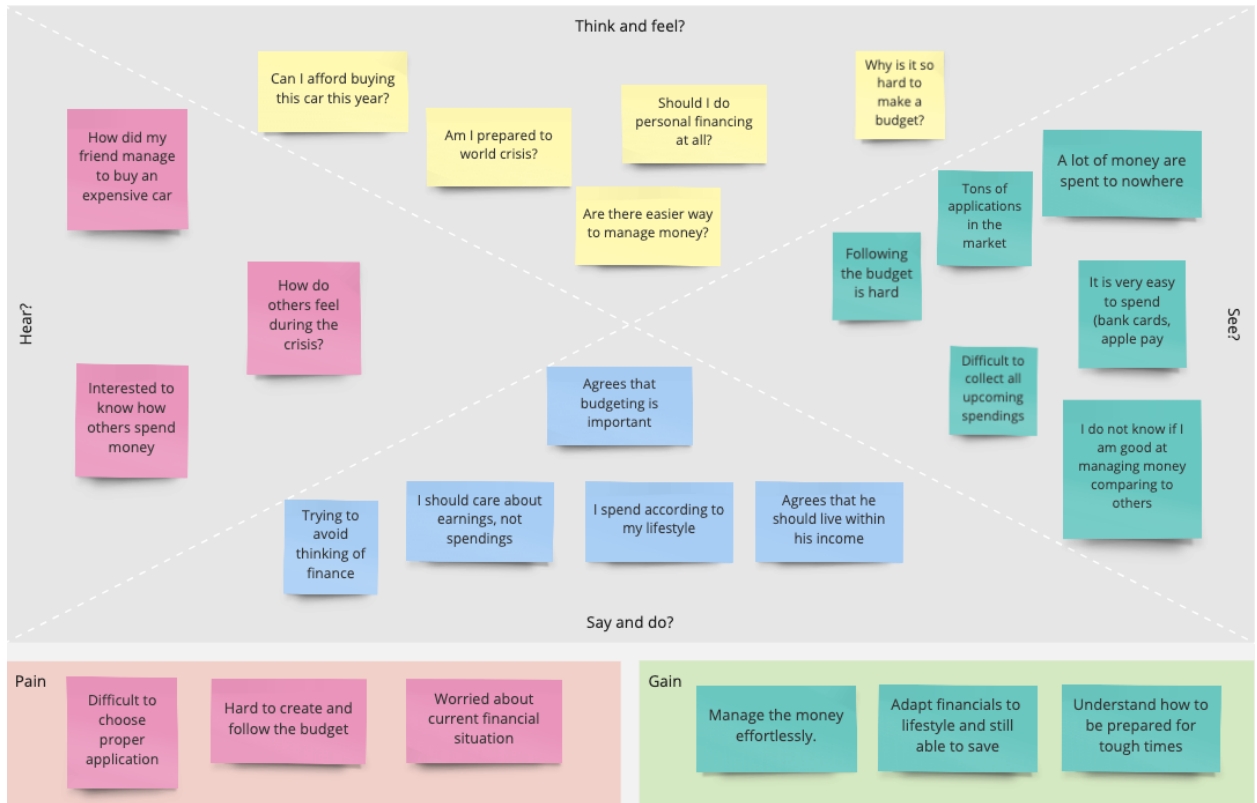 Think and feel?
Can I afford buying
this car this year?
Am I prepared to
world crisis?
Should I do
personal financing
at all?
Why is it so
hard to
make a
budget?
Are there easier way
to manage money?
Hear?
How did my
friend manage
to buy an
expensive car
How do
others feel
during the
crisis?
Interested to
know how
others spend
money
See?
A lot of money are
spent to nowhere
Tons of
applications
in the
market
Following
the budget
is hard
It is very easy
to spend
(bank cards,
apple pay
Difficult to
collect all
upcoming
spendings
I do not know if I
am good at
managing money
comparing to
others
Agrees that
budgeting is
important
Trying to
avoid
thinking of
finance
I should care about
earnings, not
spendings
I spend according to
my lifestyle
Agrees that he
should live within
his income
Say and do?
Pain
Difficult to
choose
proper
application
Hard to create and
follow the budget
Worried about
current financial
situation
Gain
Manage the money
effortlessly.
Adapt financials to
lifestyle and still
able to save
Understand how to
be prepared for
tough times